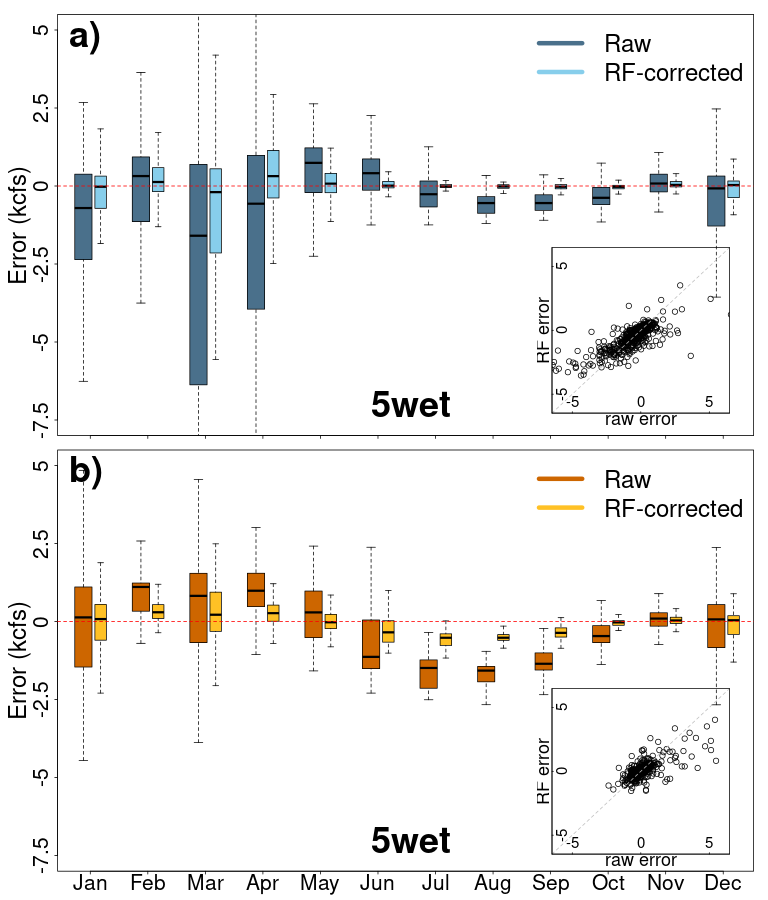 a)
Raw
RF-corrected
Error (kcfs)
5
2.5
0
-2.5
-5
-7.5
5wet
RF error
5
0
-5
-5 0 5
raw error
b)
Raw
RF-corrected
Error (kcfs)
5
2.5
0
-2.5
-5
-7.5
5wet
RF error
5
0
-5
-5 0 5
raw error
Jan Feb Mar Apr May Jun Jul Aug Sep Oct Nov Dec